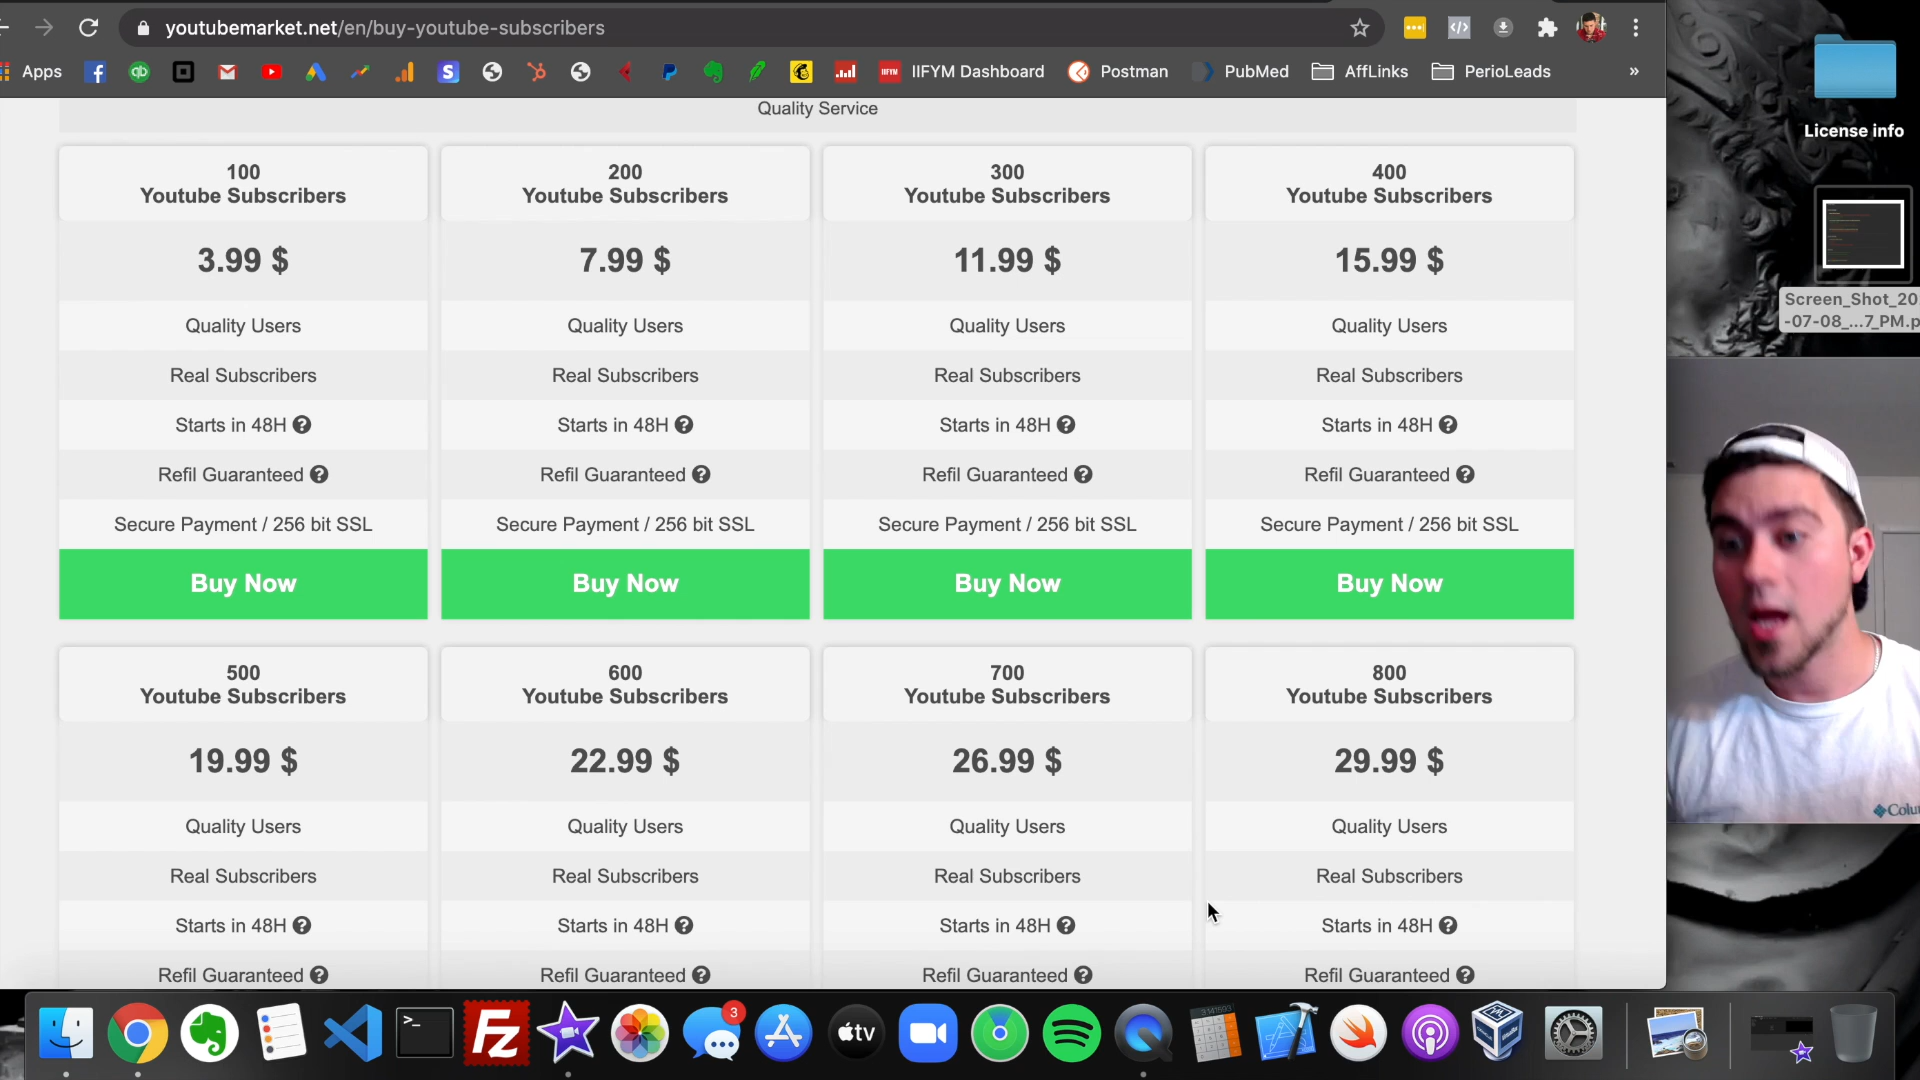 youtubemarket.net/en/buy-youtube-subscribers
Apps
IIFYM Dashboard
Postman
PubMed
AffLinks
PerioLeads
»
License info
Screen_Shot_20
-07-08_...7_PM.p
Quality Service
100
Youtube Subscribers
3.99 $
Quality Users
Real Subscribers
Starts in 48H
Refil Guaranteed
Secure Payment / 256 bit SSL
Buy Now
200
Youtube Subscribers
7.99 $
Quality Users
Real Subscribers
Starts in 48H
Refil Guaranteed
Secure Payment / 256 bit SSL
Buy Now
300
Youtube Subscribers
11.99 $
Quality Users
Real Subscribers
Starts in 48H
Refil Guaranteed
Secure Payment / 256 bit SSL
Buy Now
400
Youtube Subscribers
15.99 $
Quality Users
Real Subscribers
Starts in 48H
Refil Guaranteed
Secure Payment / 256 bit SSL
Buy Now
500
Youtube Subscribers
19.99 $
Quality Users
Real Subscribers
Starts in 48H
Refil Guaranteed
600
Youtube Subscribers
22.99 $
Quality Users
Real Subscribers
Starts in 48H
Refil Guaranteed
700
Youtube Subscribers
26.99 $
Quality Users
Real Subscribers
Starts in 48H
Refil Guaranteed
800
Youtube Subscribers
29.99 $
Quality Users
Real Subscribers
Starts in 48H
Refil Guaranteed
Colu
Fz
3
tv